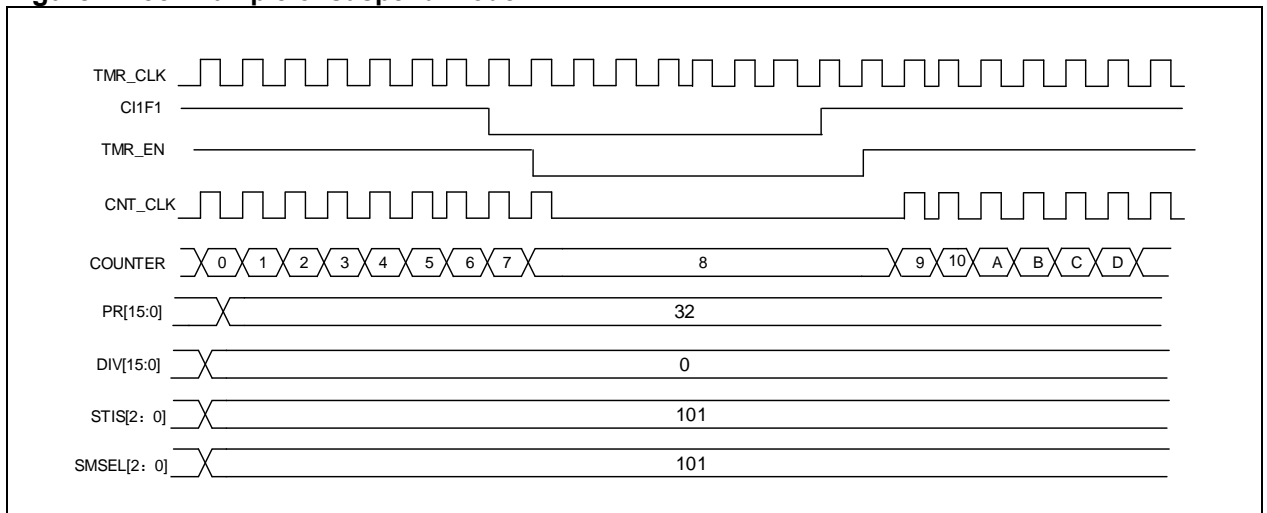 TMR_CLK
CI1F1
TMR_EN
CNT_CLK
COUNTER 0 1 2 3 4 5 6 7 8 9 10 A B C D
PR[15:0] 32
DIV[15:0] 0
STIS[2：0] 101
SMSEL[2：0] 101